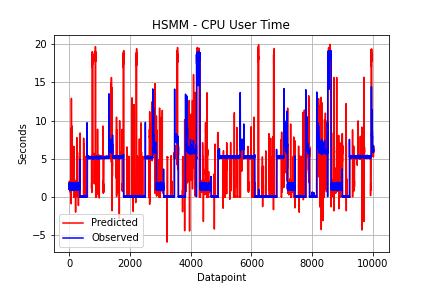 HSMM - CPU User Time
20
15
10
5
0
−5
Seconds
Predicted
Observed
0 2000 4000 6000 8000 10000
Datapoint